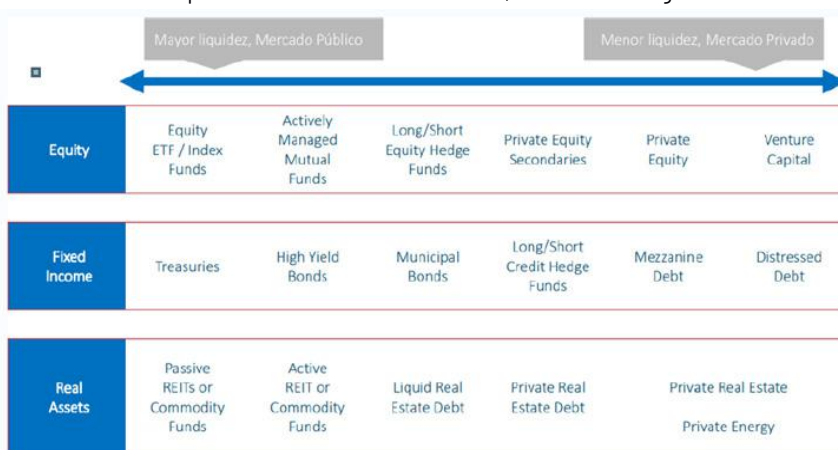 Mayor liquidez, Mercado Público
Menor liquidez, Mercado Privado
Equity
Equity
ETF / Index
Funds
Actively
Managed
Mutual
Funds
Long/Short
Equity Hedge
Funds
Private Equity
Secondaries
Private
Equity
Venture
Capital
Fixed
Income
Treasuries
High Yield
Bonds
Municipal
Bonds
Long/Short
Credit Hedge
Funds
Mezzanine
Debt
Distressed
Debt
Real
Assets
Passive
REITs or
Commodity
Funds
Active
REIT or
Commodity
Funds
Liquid Real
Estate Debt
Private Real
Estate Debt
Private Real Estate
Private Energy